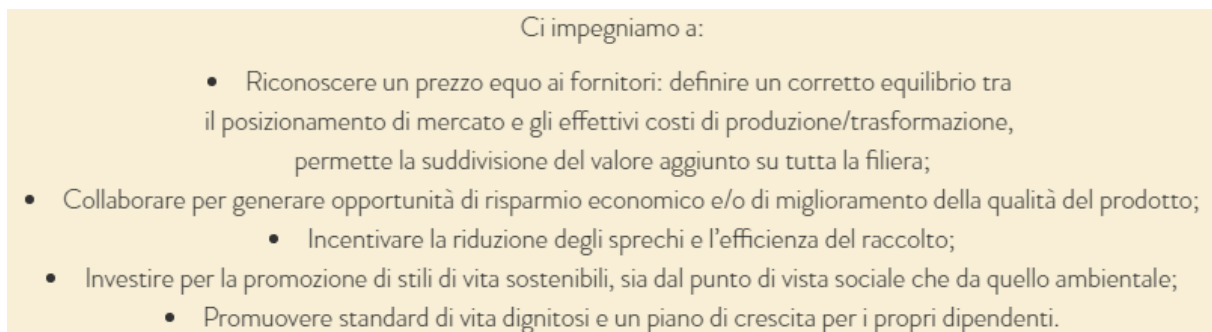 Ci impegniamo a:
• Riconoscere un prezzo equo ai fornitori: definire un corretto equilibrio tra
il posizionamento di mercato e gli effettivi costi di produzione/trasformazione,
permette la suddivisione del valore aggiunto su tutta la filiera;
• Collaborare per generare opportunità di risparmio economico e/o di miglioramento della qualità del prodotto;
• Incentivare la riduzione degli sprechi e l’efficienza del raccolto;
• Investire per la promozione di stili di vita sostenibili, sia dal punto di vista sociale che da quello ambientale;
• Promuovere standard di vita dignitosi e un piano di crescita per i propri dipendenti.